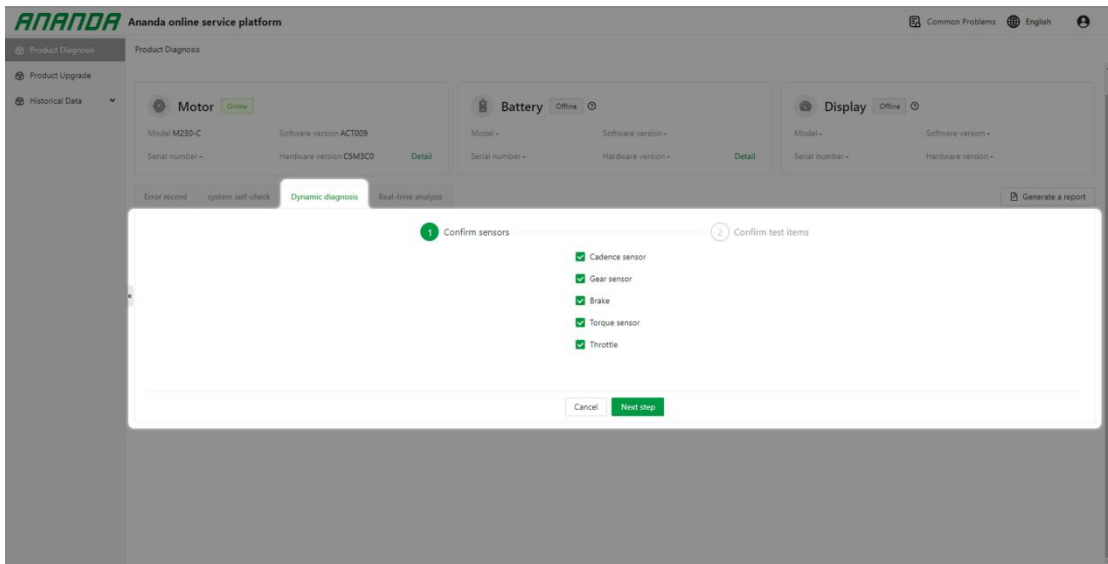 ANANDA Ananda online service platform Common Problems English
Product Diagnosis Product Diagnosis
Product Upgrade
Historical Data
Motor Online Battery Offline Display Offline
Model M230-C Software version ACT009 Model - Software version - Model - Software version -
Serial number - Hardware version C5M3C0 Detail Serial number - Hardware version - Detail Serial number - Hardware version -
Error record system self-check Dynamic diagnosis Real-time analysis Generate a report
1 Confirm sensors 2 Confirm test items
Cadence sensor
Gear sensor
Brake
Torque sensor
Throttle
Cancel Next step